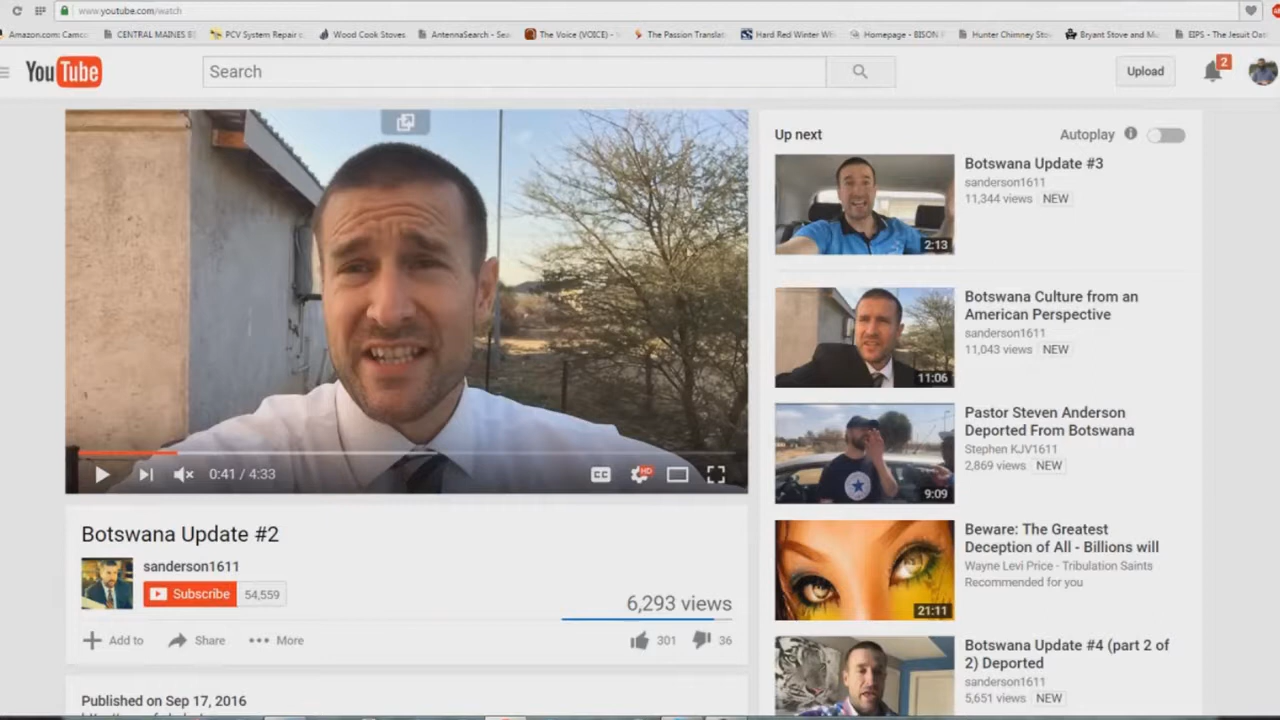 www.youtube.com/watch
Amazon.com: Camco
CENTRAL MAINE B
PCV System Repair c
Wood Cook Stoves
AntennaSearch - Sea
The Voice (VOICE) -
The Passion Translat
Hard Red Winter Wh
Homepage - BISON P
Hunter Chimney Sto
Bryant Stove and Mu
EIPS - The Jesuit Oat
YouTube
Search
Upload
2
0:41 / 4:33
CC
HD
Botswana Update #2
sanderson1611
Subscribe 54,559
6,293 views
Add to
Share
More
301
36
Published on Sep 17, 2016
Up next
Autoplay
2:13
Botswana Update #3
sanderson1611
11,344 views NEW
11:06
Botswana Culture from an
American Perspective
sanderson1611
11,043 views NEW
9:09
Pastor Steven Anderson
Deported From Botswana
Stephen KJV1611
2,869 views NEW
21:11
Beware: The Greatest
Deception of All - Billions will
Wayne Levi Price - Tribulation Saints
Recommended for you
Botswana Update #4 (part 2 of
2) Deported
sanderson1611
5,651 views NEW